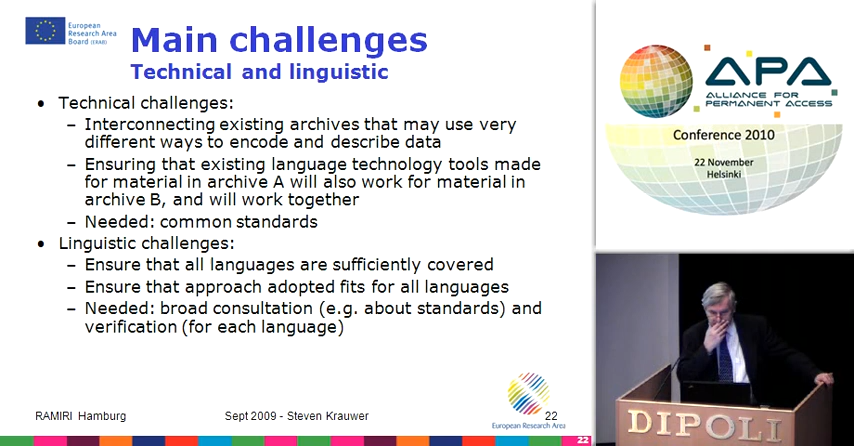 European
Research Area
Board (ERAB)
Main challenges
Technical and linguistic
• Technical challenges:
– Interconnecting existing archives that may use very
different ways to encode and describe data
– Ensuring that existing language technology tools made
for material in archive A will also work for material in
archive B, and will work together
– Needed: common standards
• Linguistic challenges:
– Ensure that all languages are sufficiently covered
– Ensure that approach adopted fits for all languages
– Needed: broad consultation (e.g. about standards) and
verification (for each language)
RAMIRI Hamburg
Sept 2009 - Steven Krauwer
22
European Research Area
22
APA
ALLIANCE FOR
PERMANENT ACCESS
Conference 2010
22 November
Helsinki
DIPOLI